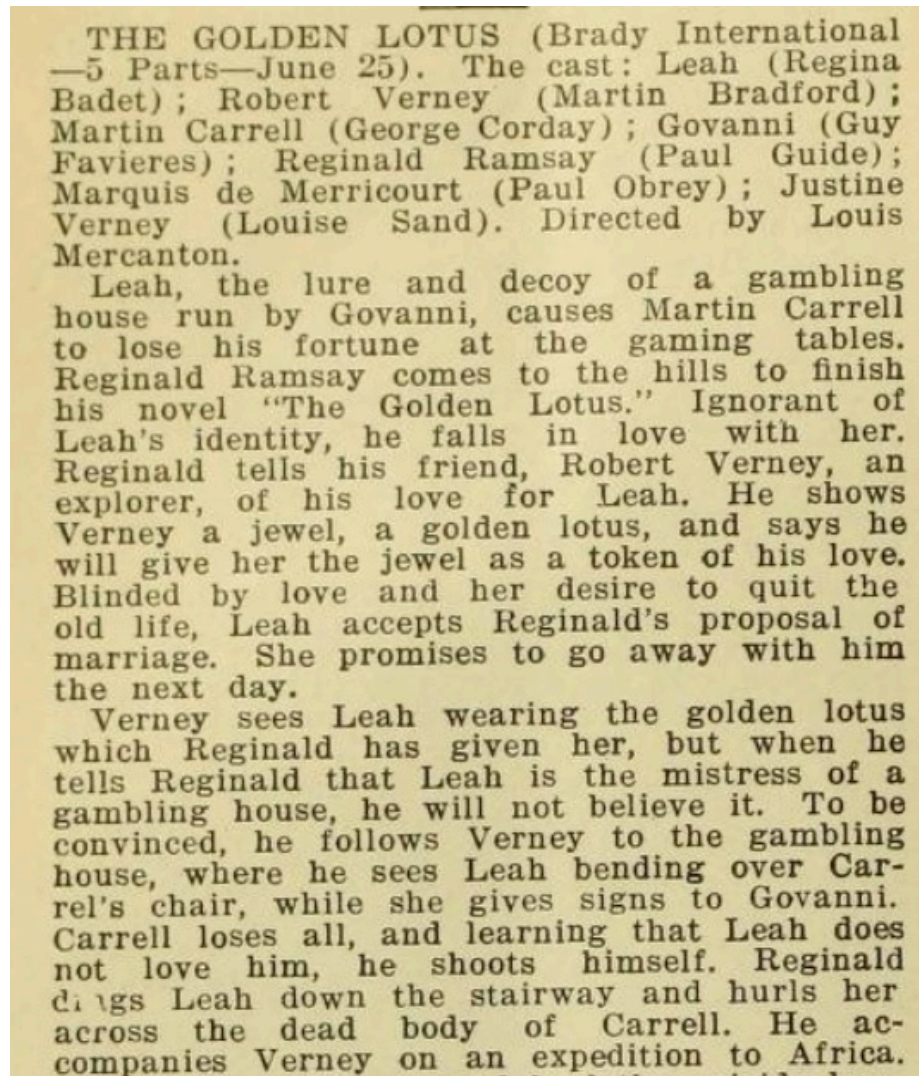 THE GOLDEN LOTUS (Brady International
—5 Parts—June 25). The cast: Leah (Regina
Badet); Robert Verney (Martin Bradford);
Martin Carrell (George Corday); Govanni (Guy
Favieres); Reginald Ramsay (Paul Guide);
Marquis de Merricourt (Paul Obrey); Justine
Verney (Louise Sand). Directed by Louis
Mercanton.
Leah, the lure and decoy of a gambling
house run by Govanni, causes Martin Carrell
to lose his fortune at the gaming tables.
Reginald Ramsay comes to the hills to finish
his novel "The Golden Lotus." Ignorant of
Leah's identity, he falls in love with her.
Reginald tells his friend, Robert Verney, an
explorer, of his love for Leah. He shows
Verney a jewel, a golden lotus, and says he
will give her the jewel as a token of his love.
Blinded by love and her desire to quit the
old life, Leah accepts Reginald's proposal of
marriage. She promises to go away with him
the next day.
Verney sees Leah wearing the golden lotus
which Reginald has given her, but when he
tells Reginald that Leah is the mistress of a
gambling house, he will not believe it. To be
convinced, he follows Verney to the gambling
house, where he sees Leah bending over Car-
rel's chair, while she gives signs to Govanni.
Carrell loses all, and learning that Leah does
not love him, he shoots himself. Reginald
Leah down the stairway and hurls her
across the dead body of Carrell. He ac-
companies Verney on an expedition to Africa.